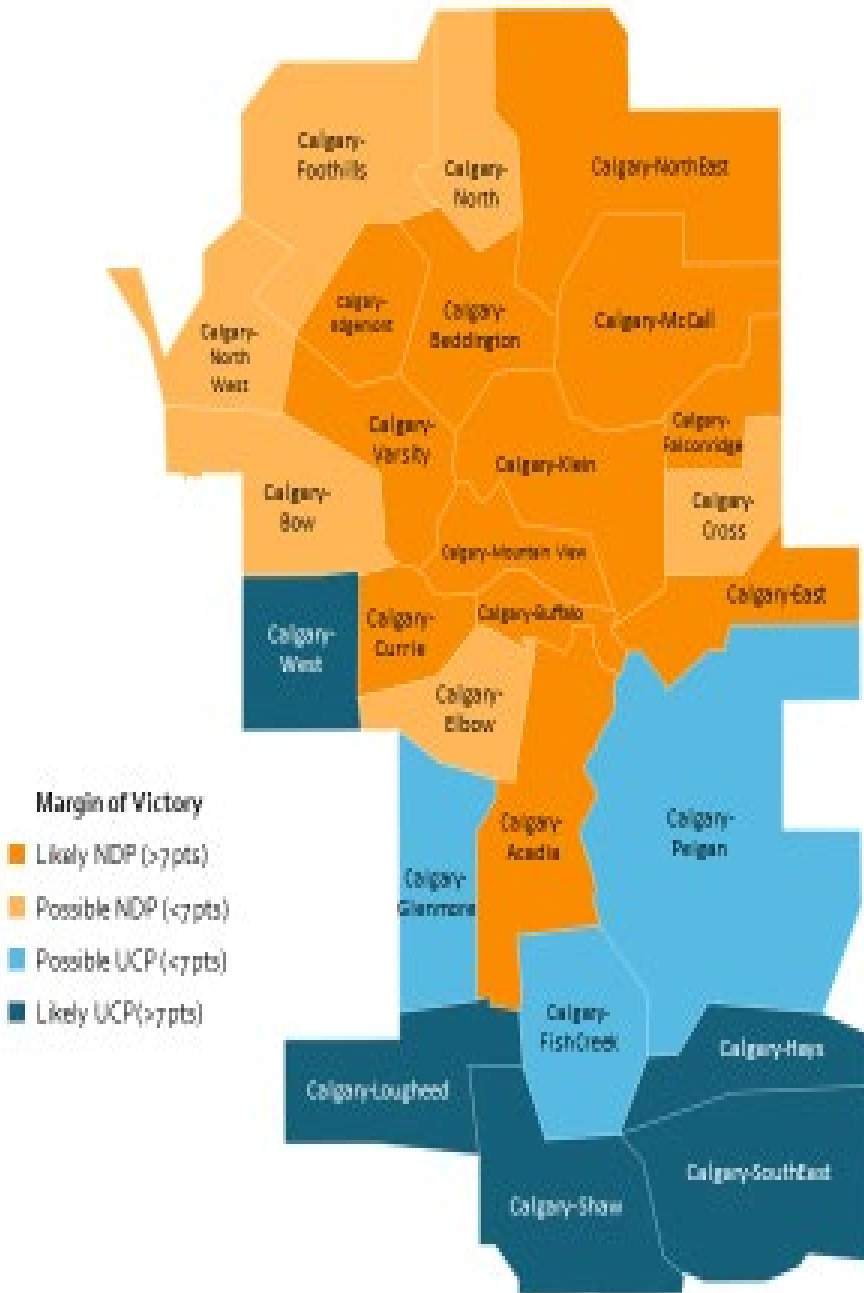 Calgary-
Foothills
Calgary-
North
Calgary-NorthEast
Calgary-
Edgemont
Calgary-
Beddington
Calgary-McCall
Calgary-
North
West
Calgary-
Varsity
Calgary-
Falconridge
Calgary-Klein
Calgary-
Bow
Calgary-
Cross
Calgary-Mountain View
Calgary-East
Calgary-Buffalo
Calgary-
Currie
Calgary-
West
Calgary-
Elbow
Margin of Victory
Likely NDP (>7pts)
Possible NDP (<7pts)
Possible UCP (<7pts)
Likely UCP(>7pts)
Calgary-
Acadia
Calgary-
Peigan
Calgary-
Glenmore
Calgary-
FishCreek
Calgary-Hays
Calgary-Lougheed
Calgary-SouthEast
Calgary-Shaw